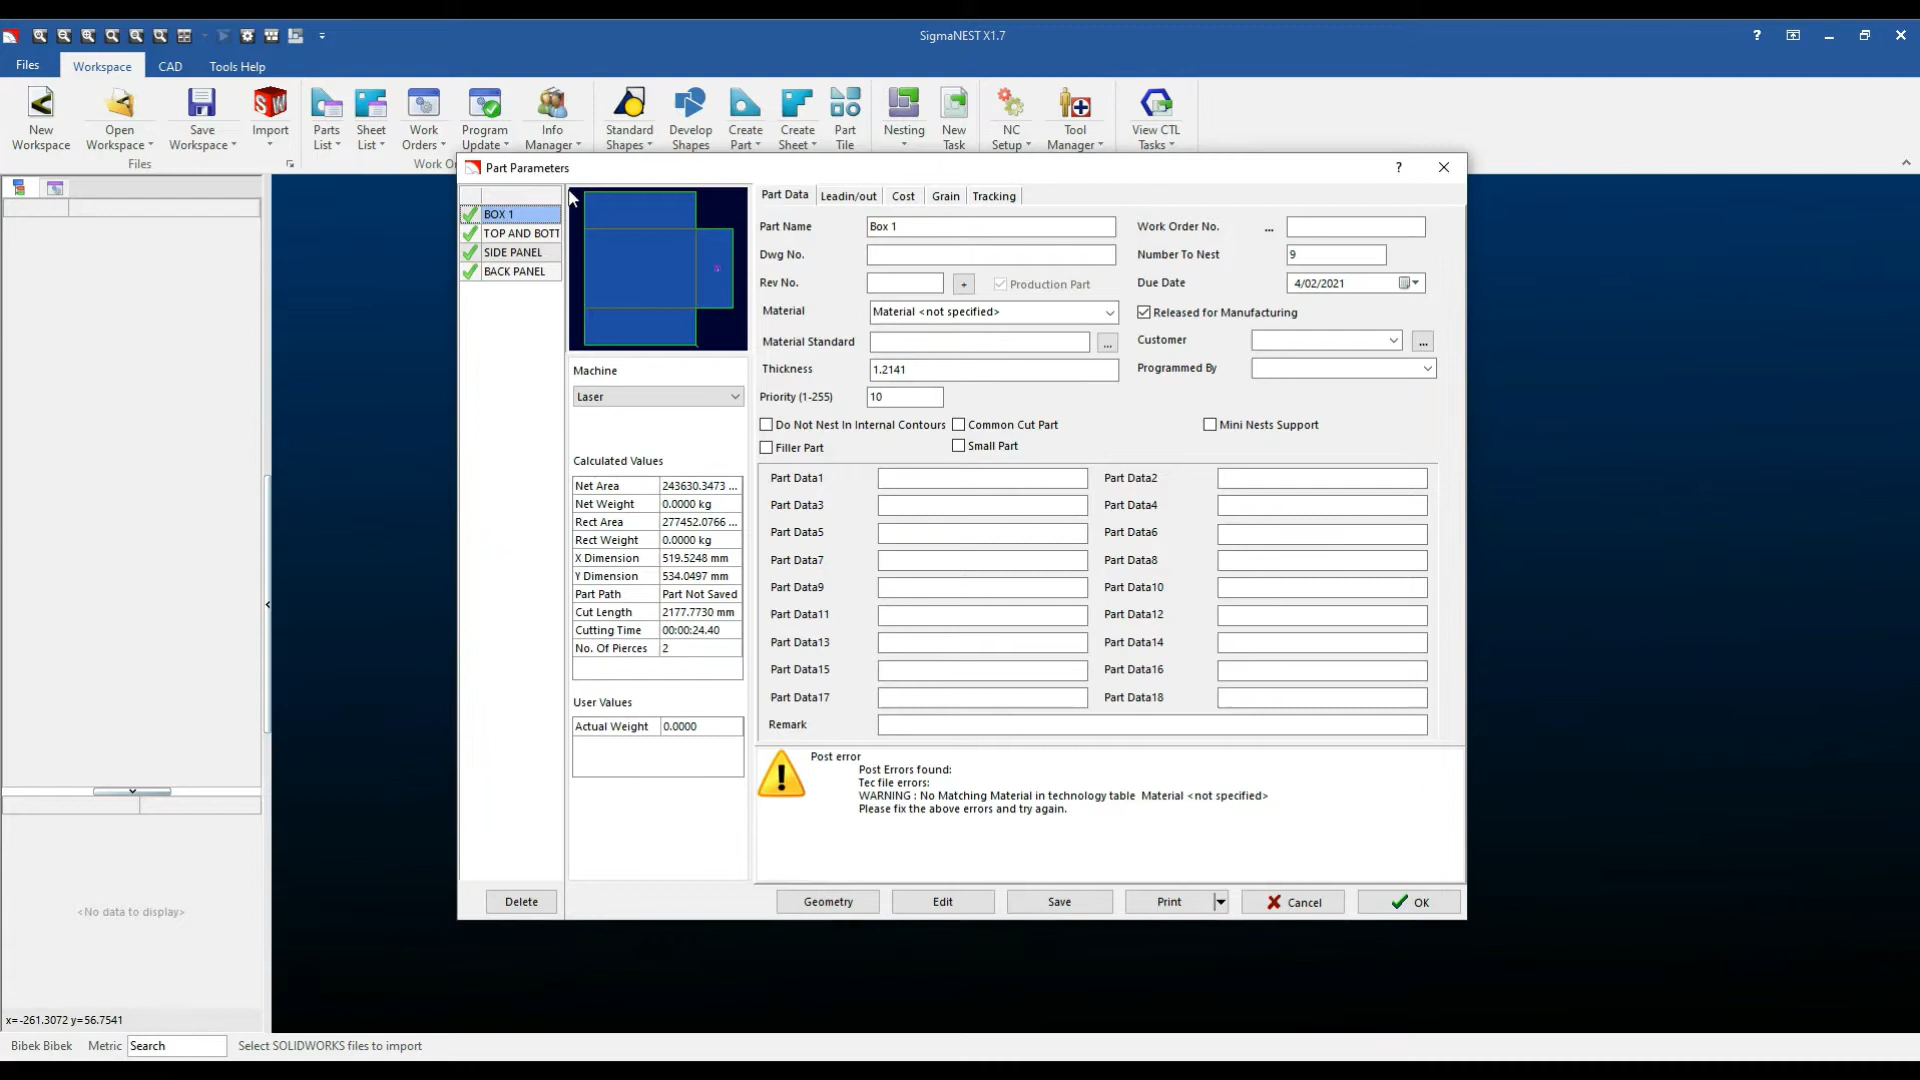 SigmaNEST X1.7
Files
Workspace
CAD
Tools Help
New Workspace
Open Workspace
Save Workspace
Import
Parts List
Sheet List
Work Orders
Program Update
Info Manager
Standard Shapes
Develop Shapes
Create Part
Create Sheet
Part Tile
Nesting
New Task
NC Setup
Tool Manager
View CTL Tasks
Files
Work O
Part Parameters
BOX 1
TOP AND BOTT
SIDE PANEL
BACK PANEL
Delete
Machine
Laser
Calculated Values
Net Area 243630.3473 ...
Net Weight 0.0000 kg
Rect Area 277452.0766 ...
Rect Weight 0.0000 kg
X Dimension 519.5248 mm
Y Dimension 534.0497 mm
Part Path Part Not Saved
Cut Length 2177.7730 mm
Cutting Time 00:00:24.40
No. Of Pierces 2
User Values
Actual Weight 0.0000
Part Data
Leadin/out
Cost
Grain
Tracking
Part Name Box 1 Work Order No. ...
Dwg No. Number To Nest 9
Rev No. + Production Part Due Date 4/02/2021
Material Material <not specified> Released for Manufacturing
Material Standard ... Customer ...
Thickness 1.2141 Programmed By
Priority (1-255) 10
Do Not Nest In Internal Contours Common Cut Part Mini Nests Support
Filler Part Small Part
Part Data1 Part Data2
Part Data3 Part Data4
Part Data5 Part Data6
Part Data7 Part Data8
Part Data9 Part Data10
Part Data11 Part Data12
Part Data13 Part Data14
Part Data15 Part Data16
Part Data17 Part Data18
Remark
Post error
Post Errors found:
Tec file errors:
WARNING : No Matching Material in technology table Material <not specified>
Please fix the above errors and try again.
Geometry Edit Save Print Cancel OK
<No data to display>
x=-261.3072 y=56.7541
Bibek Bibek Metric Search Select SOLIDWORKS files to import